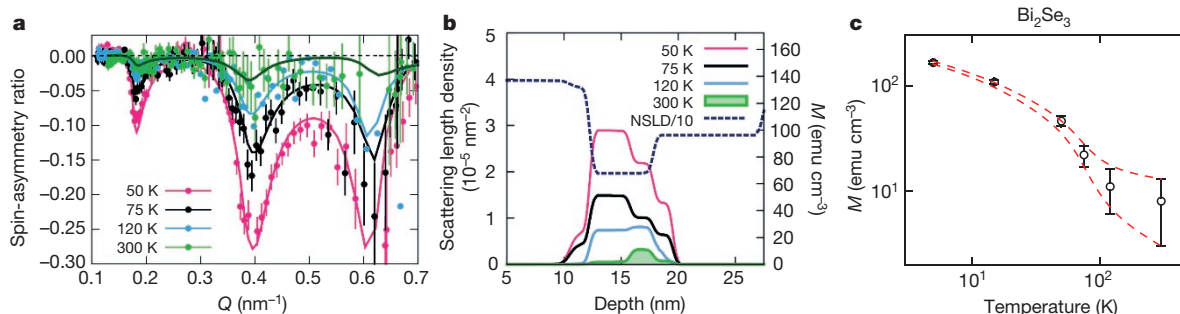 a
Spin-asymmetry ratio
0.00
−0.05
−0.10
−0.15
−0.20
−0.25
−0.30
50 K
75 K
120 K
300 K
0.1 0.2 0.3 0.4 0.5 0.6 0.7
Q (nm−1)
b
Scattering length density
(10−5 nm−2)
5
4
3
2
1
0
50 K
75 K
120 K
300 K
NSLD/10
160
140
120
100
80
60
40
20
0
M (emu cm−3)
5 10 15 20 25
Depth (nm)
c
Bi2Se3
M (emu cm−3)
10²
10¹
10¹ 10²
Temperature (K)